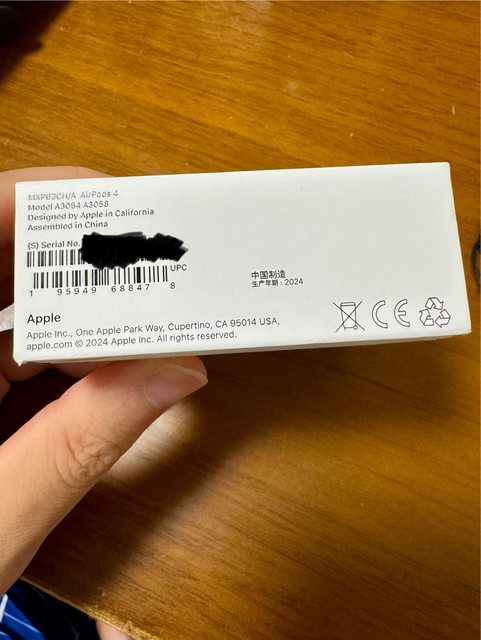 MXP63CH/A AirPods 4
Model A3054 A3058
Designed by Apple in California
Assembled in China
(S) Serial No.
UPC
1 95949 68847 8
中国制造
生产年期：2024
Apple
Apple Inc., One Apple Park Way, Cupertino, CA 95014 USA,
apple.com © 2024 Apple Inc. All rights reserved.
CE